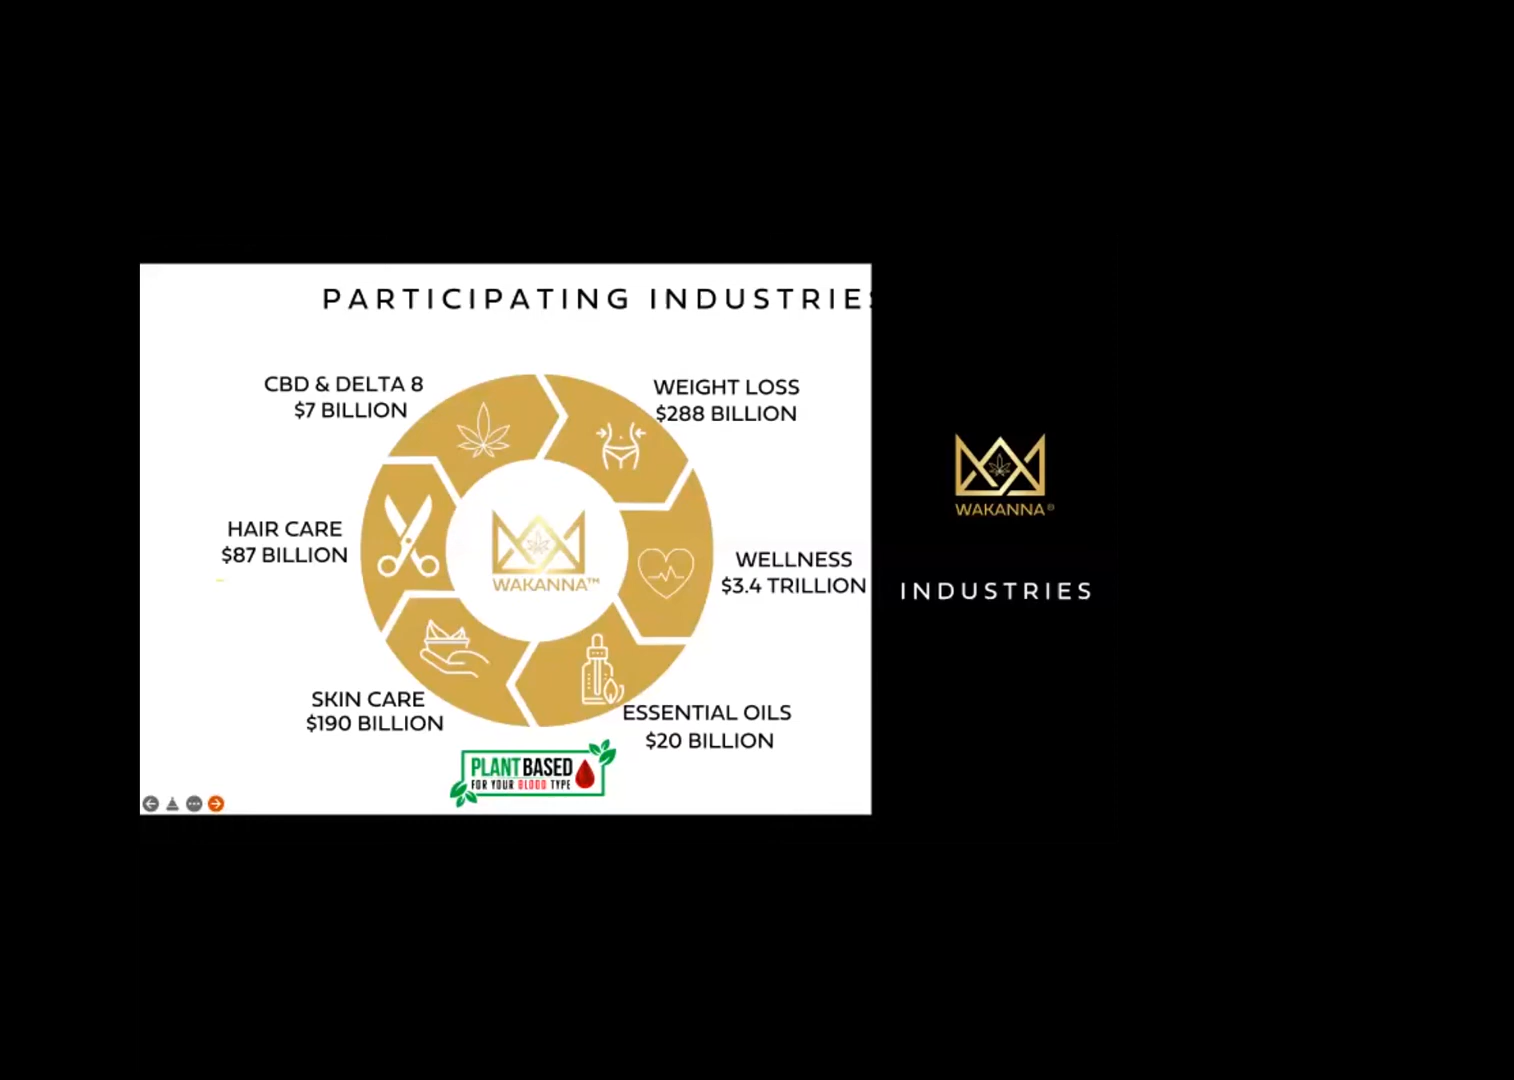 PARTICIPATING INDUSTRIES
CBD & DELTA 8
$7 BILLION
WEIGHT LOSS
$288 BILLION
HAIR CARE
$87 BILLION
WAKANNA™
WELLNESS
$3.4 TRILLION
SKIN CARE
$190 BILLION
ESSENTIAL OILS
$20 BILLION
PLANT BASED
FOR YOUR BLOOD TYPE
WAKANNA®
INDUSTRIES